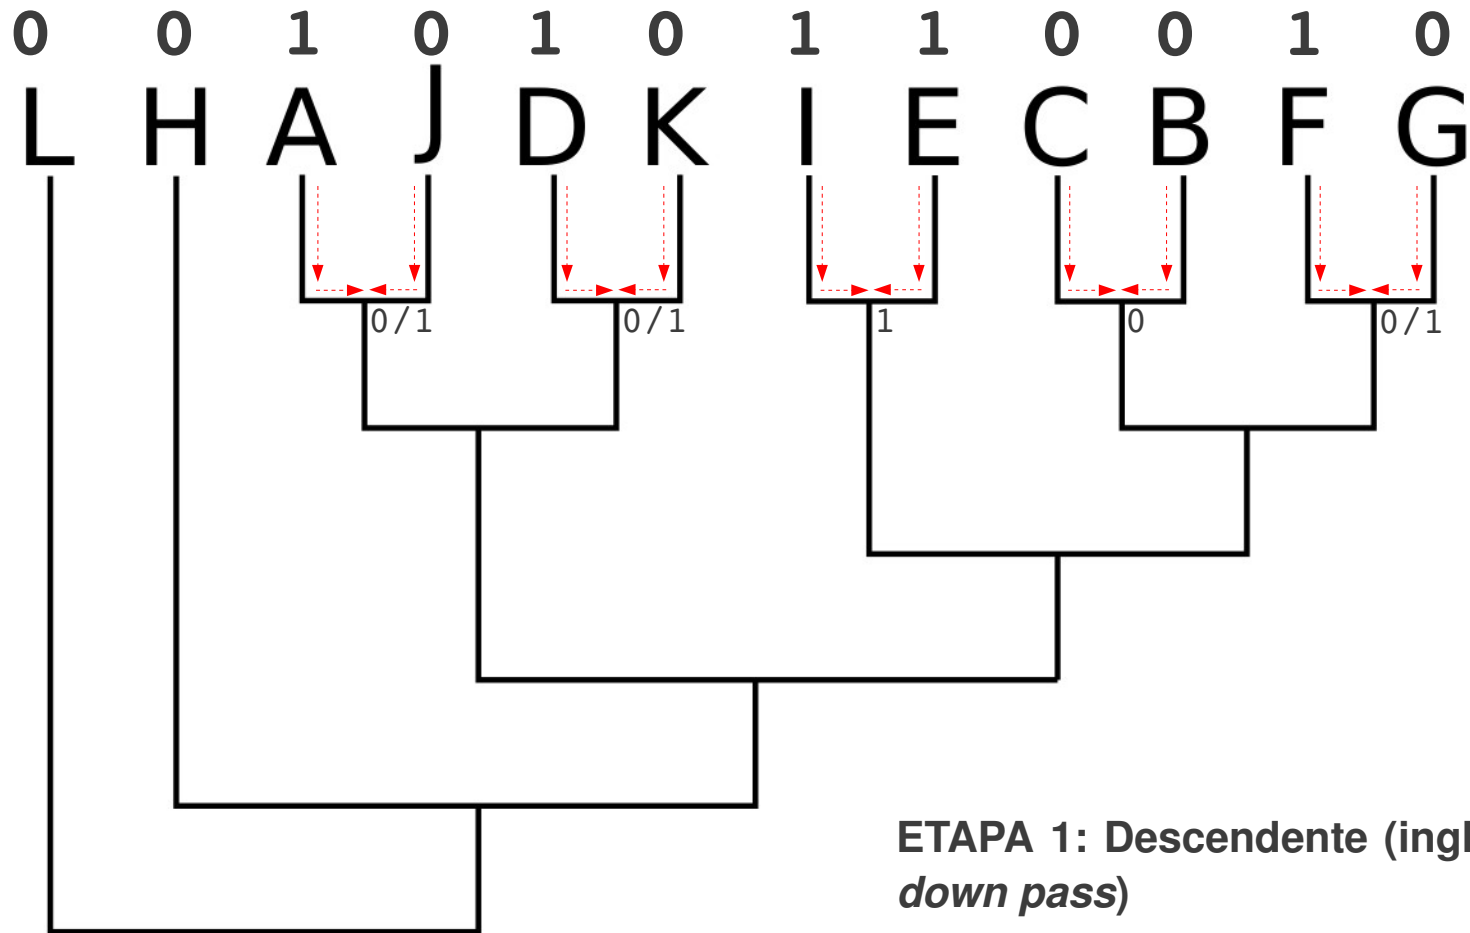 0 0 1 0 1 0 1 1 0 0 1 0
L H A J D K I E C B F G
0/1 0/1 1 0 0/1
ETAPA 1: Descendente (ingl
down pass)